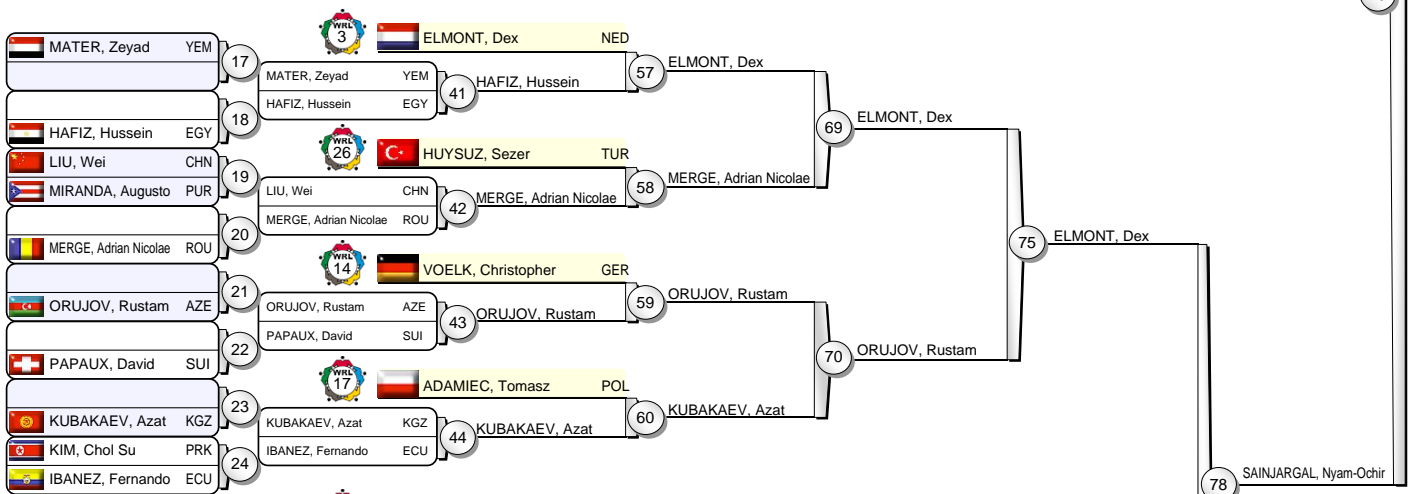 WRL
3
ELMONT, Dex NED
MATER, Zeyad YEM
17
MATER, Zeyad YEM
HAFIZ, Hussein EGY
41
HAFIZ, Hussein
57
ELMONT, Dex
18
HAFIZ, Hussein EGY
69
ELMONT, Dex
WRL
26
HUYSUZ, Sezer TUR
LIU, Wei CHN
19
MIRANDA, Augusto PUR
LIU, Wei CHN
MERGE, Adrian Nicolae ROU
42
MERGE, Adrian Nicolae
58
MERGE, Adrian Nicolae
20
MERGE, Adrian Nicolae ROU
75
ELMONT, Dex
WRL
14
VOELK, Christopher GER
21
ORUJOV, Rustam AZE
ORUJOV, Rustam AZE
PAPAUX, David SUI
43
ORUJOV, Rustam
59
ORUJOV, Rustam
22
PAPAUX, David SUI
70
ORUJOV, Rustam
WRL
17
ADAMIEC, Tomasz POL
23
KUBAKAEV, Azat KGZ
KUBAKAEV, Azat KGZ
IBANEZ, Fernando ECU
44
KUBAKAEV, Azat
60
KUBAKAEV, Azat
KIM, Chol Su PRK
24
IBANEZ, Fernando ECU
78
SAINJARGAL, Nyam-Ochir